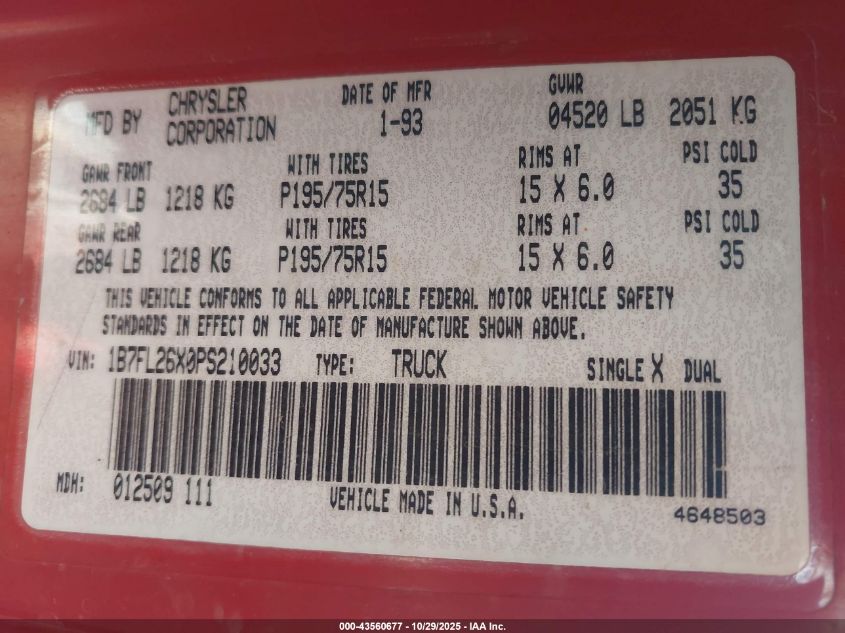 MFD BY CHRYSLER CORPORATION DATE OF MFR 1-93 GVWR 04520 LB 2051 KG
GAWR FRONT WITH TIRES RIMS AT PSI COLD
2684 LB 1218 KG P195/75R15 15 X 6.0 35
GAWR REAR WITH TIRES RIMS AT PSI COLD
2684 LB 1218 KG P195/75R15 15 X 6.0 35
THIS VEHICLE CONFORMS TO ALL APPLICABLE FEDERAL MOTOR VEHICLE SAFETY
STANDARDS IN EFFECT ON THE DATE OF MANUFACTURE SHOWN ABOVE.
VIN: 1B7FL26X0PS210033 TYPE: TRUCK SINGLE X DUAL
MDH: 012509 111 VEHICLE MADE IN U.S.A. 4648503
000-43560677 - 10/29/2025 - IAA Inc.